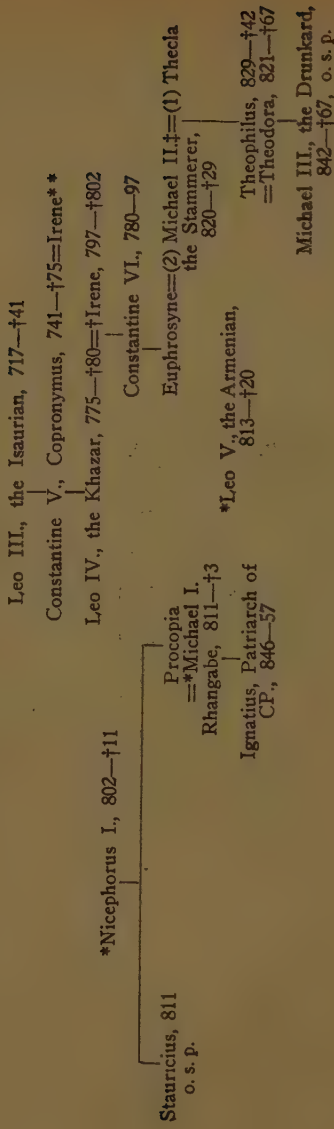 Leo III., the Isaurian, 717—†41
Constantine V., Copronymus, 741—†75=Irene**
Leo IV., the Khazar, 775—†80=†Irene, 797—†802
Constantine VI., 780—97
Euphrosyne=(2) Michael II.‡=(1) Thecla
the Stammerer,
820—†29
Theophilus, 829—†42
=Theodora, 821—†67
Michael III., the Drunkard,
842—†67, o. s. p.
*Leo V., the Armenian,
813—†20
*Nicephorus I., 802—†11
Stauricius, 811
o. s. p.
Procopia
=*Michael I.
Rhangabe, 811—†3
Ignatius, Patriarch of
CP., 846—57